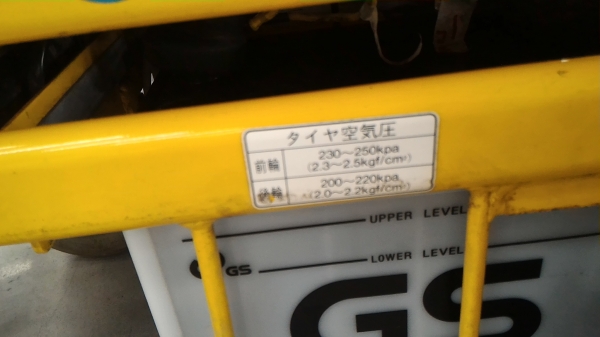 タイヤ空気圧
前輪 230～250kpa
(2.3～2.5kgf/cm²)
後輪 200～220kpa
(2.0～2.2kgf/cm²)
UPPER LEVEL
LOWER LEVEL
GS
GS